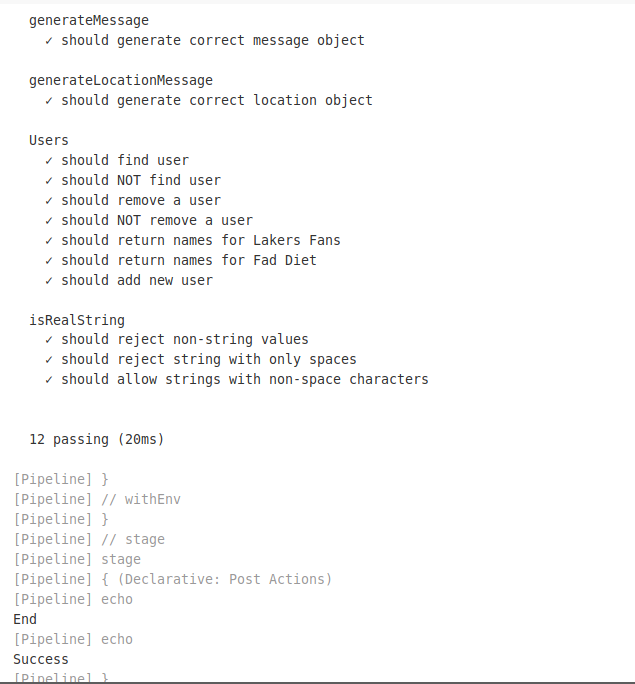 generateMessage
✓ should generate correct message object
generateLocationMessage
✓ should generate correct location object
Users
✓ should find user
✓ should NOT find user
✓ should remove a user
✓ should NOT remove a user
✓ should return names for Lakers Fans
✓ should return names for Fad Diet
✓ should add new user
isRealString
✓ should reject non-string values
✓ should reject string with only spaces
✓ should allow strings with non-space characters
12 passing (20ms)
[Pipeline] }
[Pipeline] // withEnv
[Pipeline] }
[Pipeline] // stage
[Pipeline] stage
[Pipeline] { (Declarative: Post Actions)
[Pipeline] echo
End
[Pipeline] echo
Success
[Pipeline] }